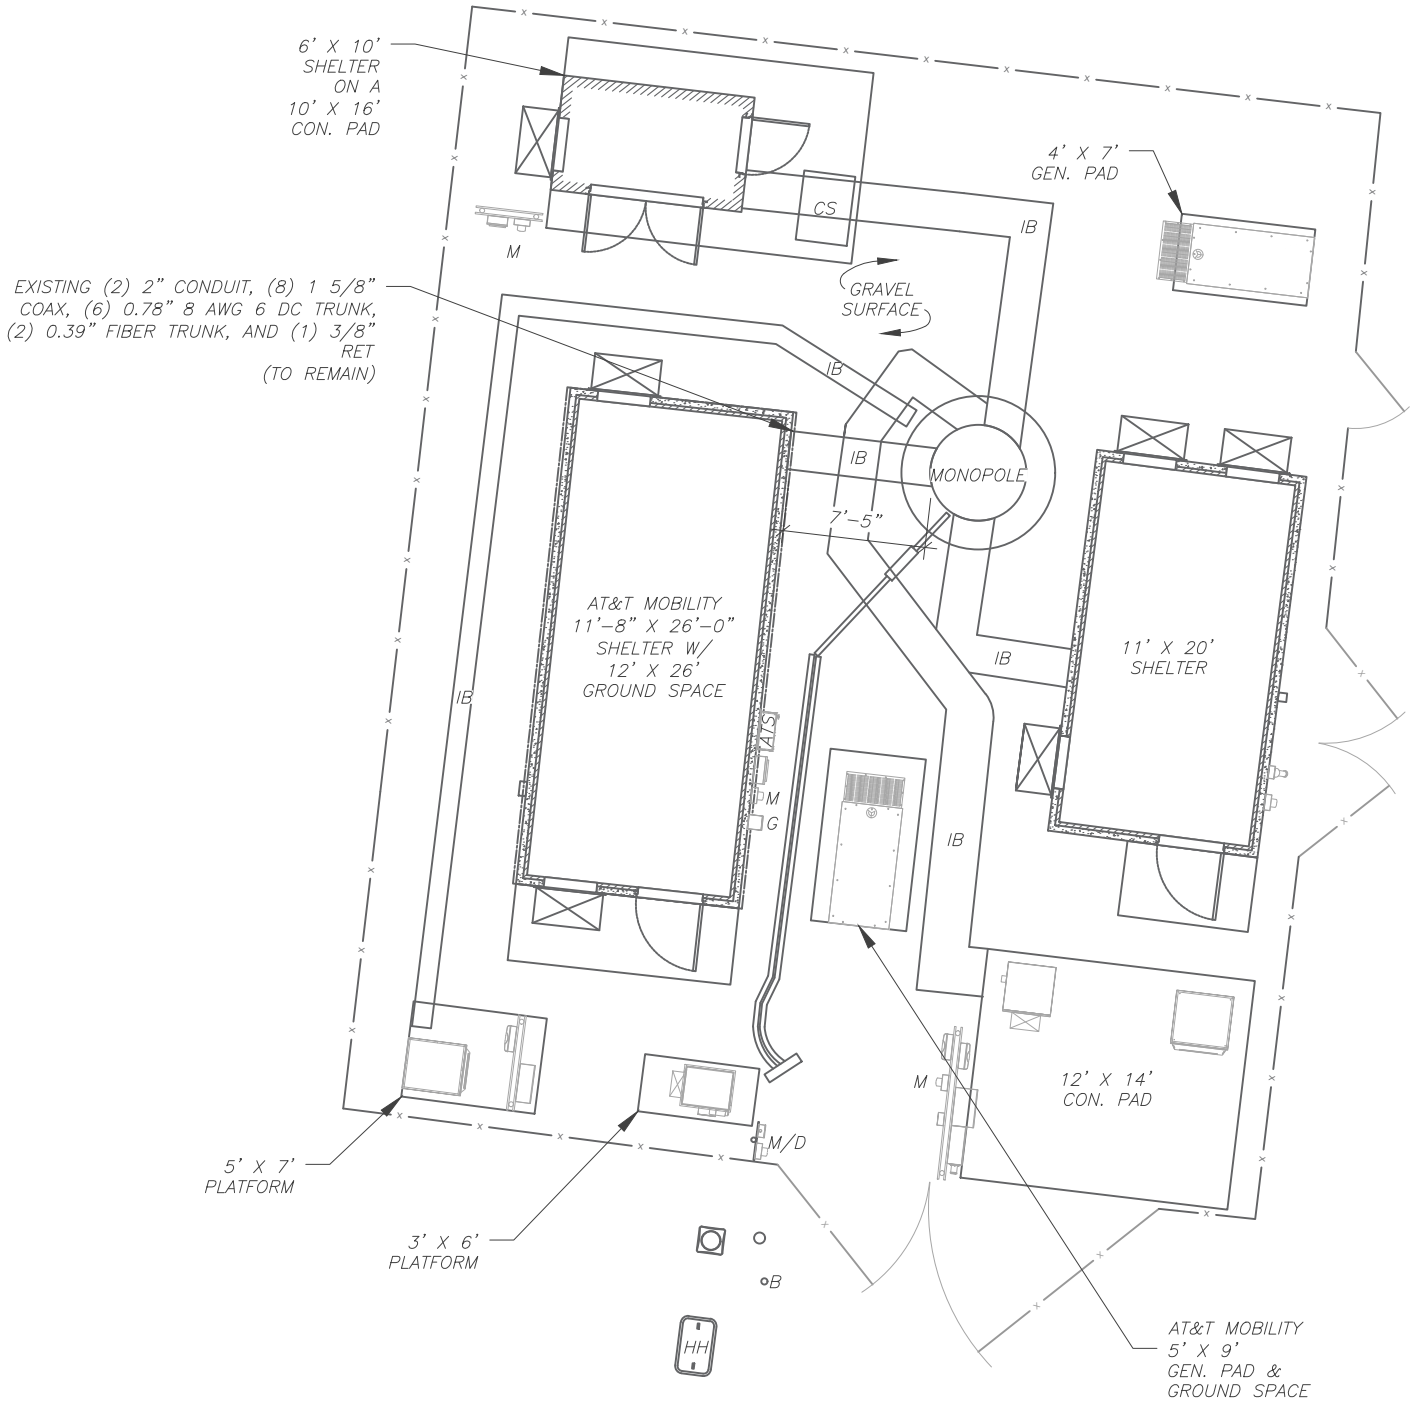 6' X 10'
SHELTER
ON A
10' X 16'
CON. PAD
4' X 7'
GEN. PAD
CS
IB
M
GRAVEL
SURFACE
EXISTING (2) 2" CONDUIT, (8) 1 5/8"
COAX, (6) 0.78" 8 AWG 6 DC TRUNK,
(2) 0.39" FIBER TRUNK, AND (1) 3/8"
RET
(TO REMAIN)
IB
IB
MONOPOLE
7'-5"
AT&T MOBILITY
11'-8" X 26'-0"
SHELTER W/
12' X 26'
GROUND SPACE
IB
11' X 20'
SHELTER
IB
ATS
M
G
IB
M
12' X 14'
CON. PAD
M/D
5' X 7'
PLATFORM
3' X 6'
PLATFORM
B
HH
AT&T MOBILITY
5' X 9'
GEN. PAD &
GROUND SPACE